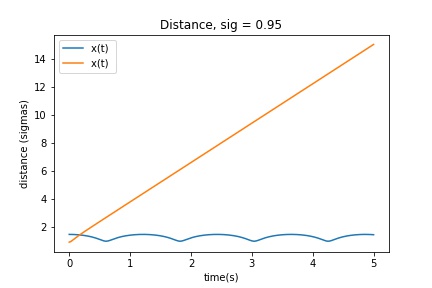 Distance, sig = 0.95
x(t)
x(t)
distance (sigmas)
14
12
10
8
6
4
2
0 1 2 3 4 5
time(s)